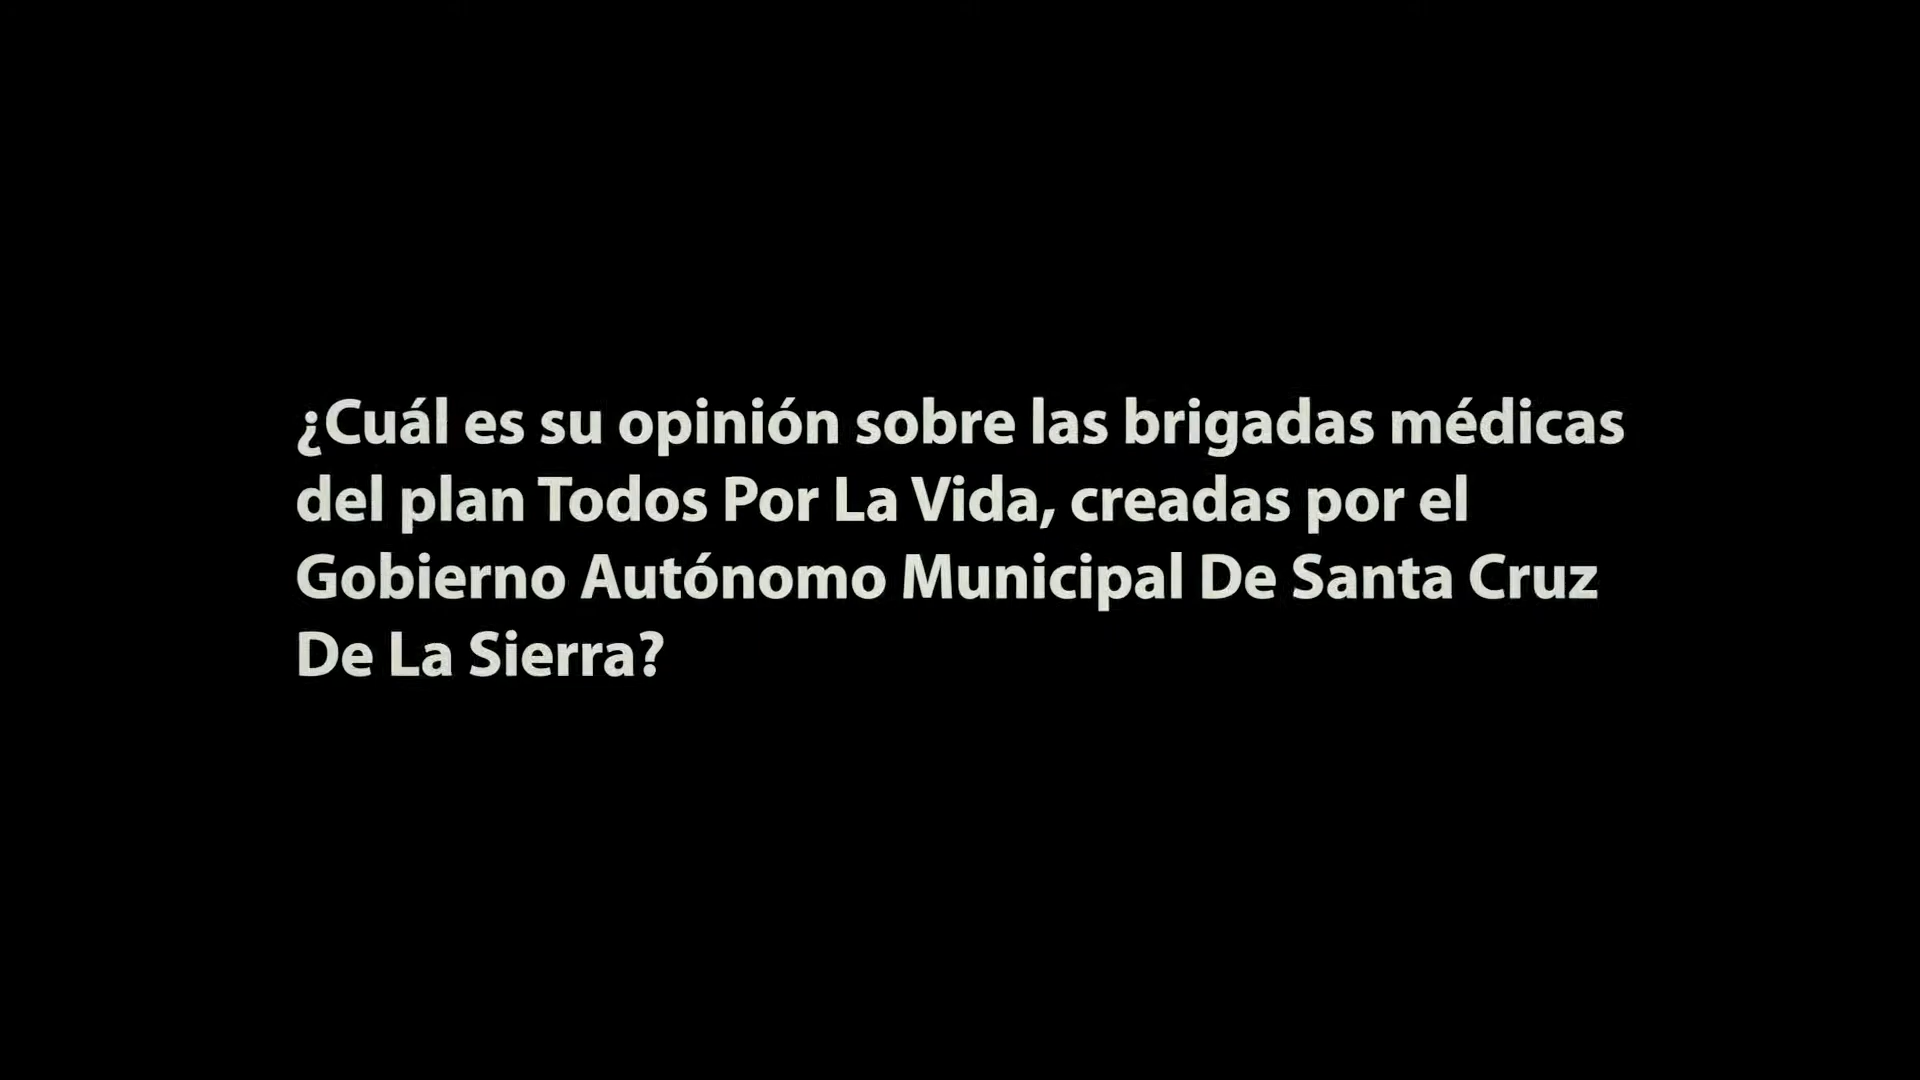 ¿Cuál es su opinión sobre las brigadas médicas
del plan Todos Por La Vida, creadas por el
Gobierno Autónomo Municipal De Santa Cruz
De La Sierra?